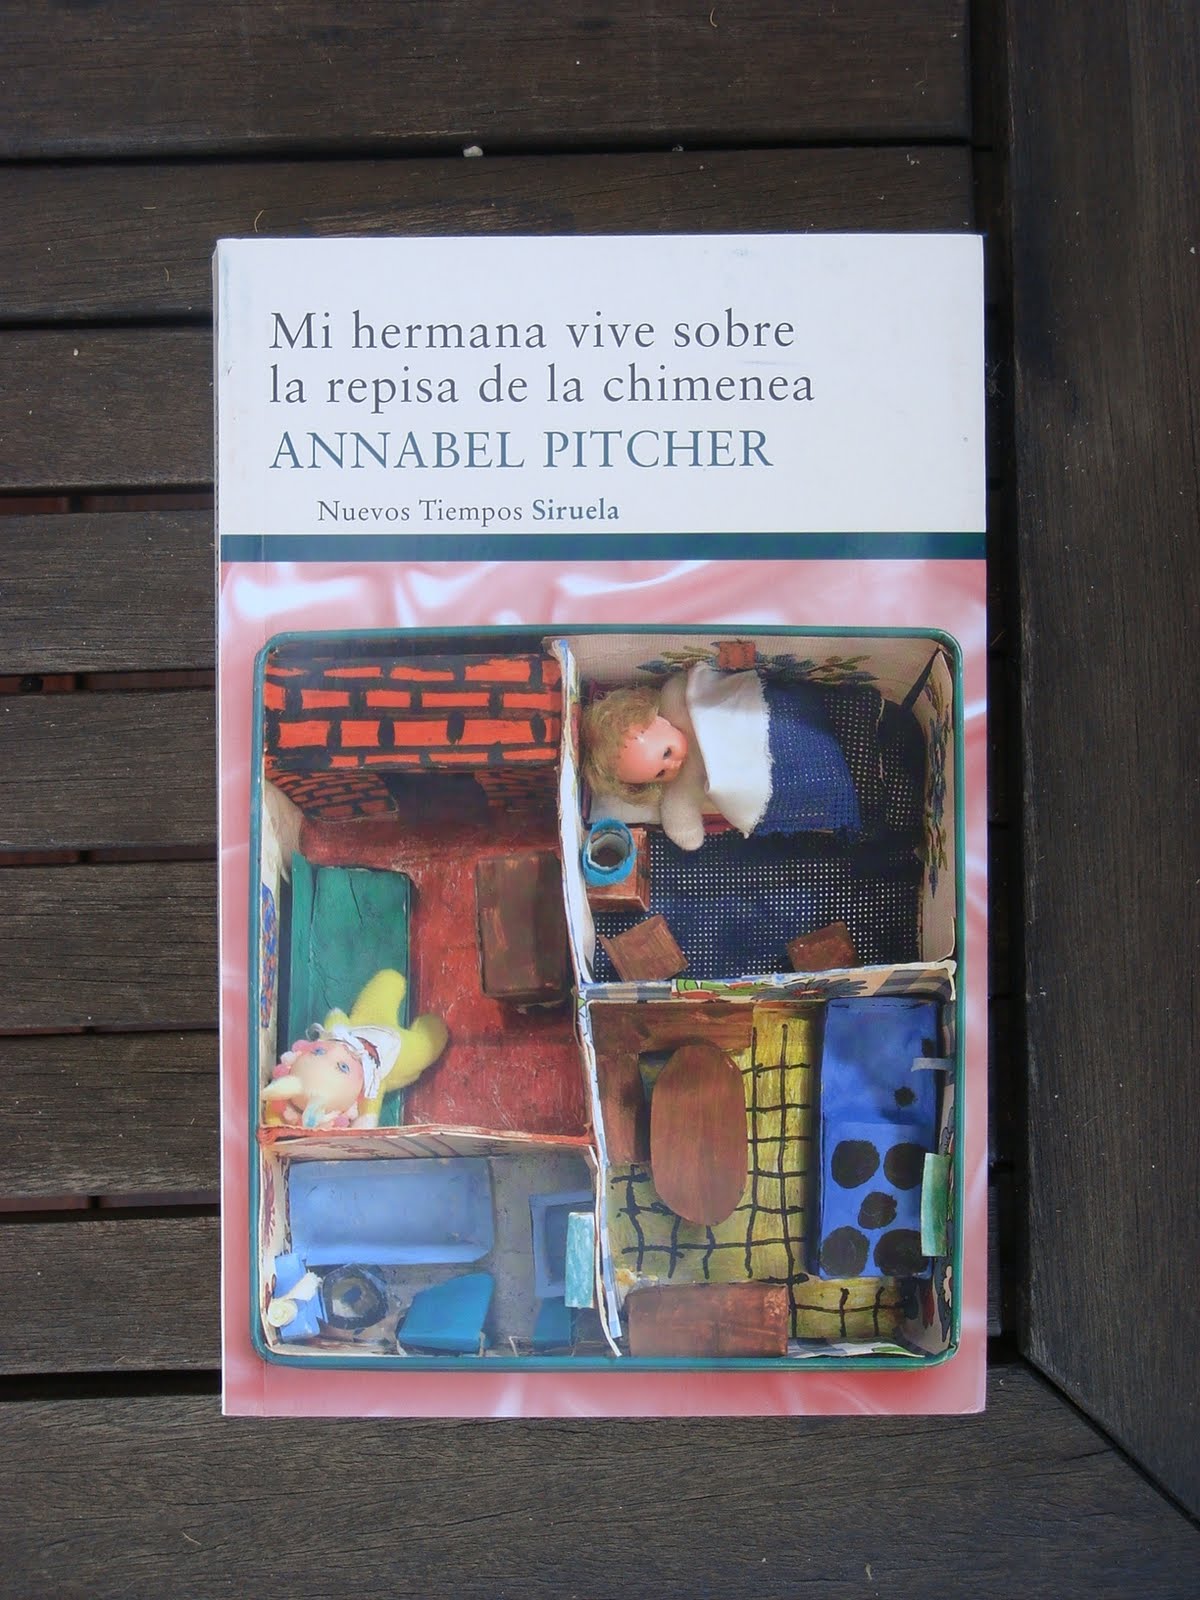 Mi hermana vive sobre
la repisa de la chimenea
ANNABEL PITCHER
Nuevos Tiempos Siruela